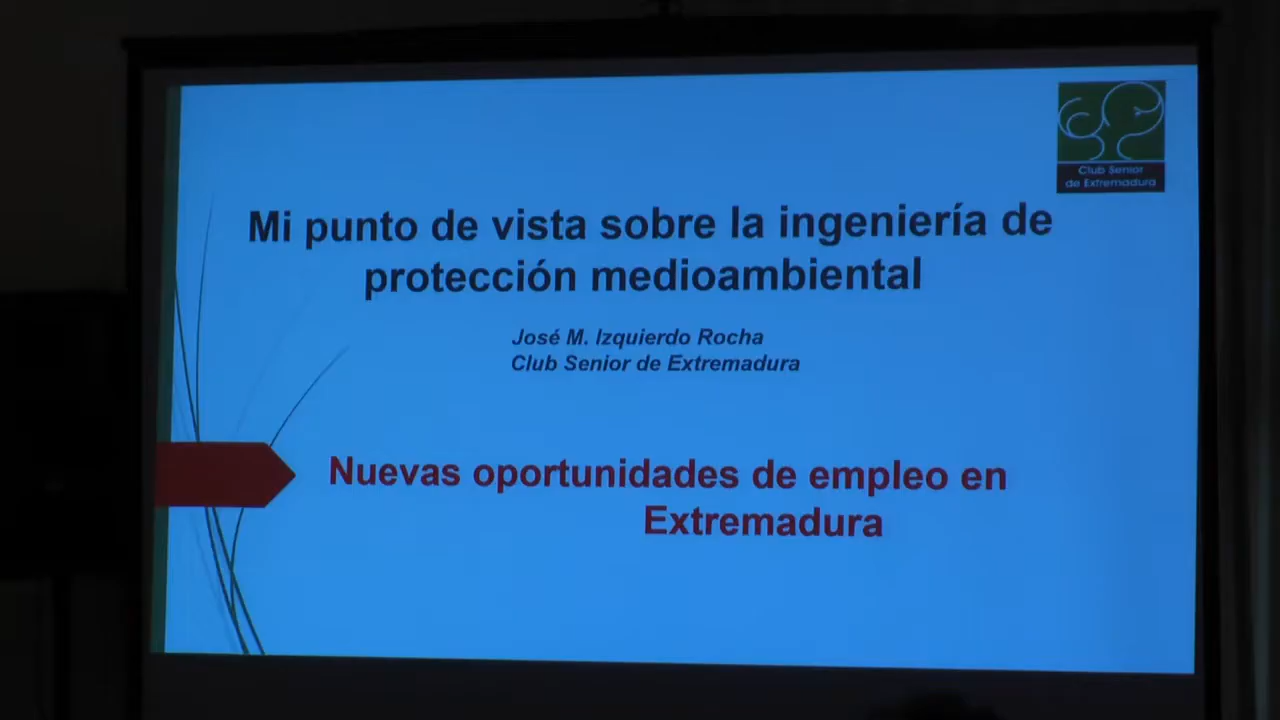 Club Senior
de Extremadura
Mi punto de vista sobre la ingeniería de
protección medioambiental
José M. Izquierdo Rocha
Club Senior de Extremadura
Nuevas oportunidades de empleo en
Extremadura